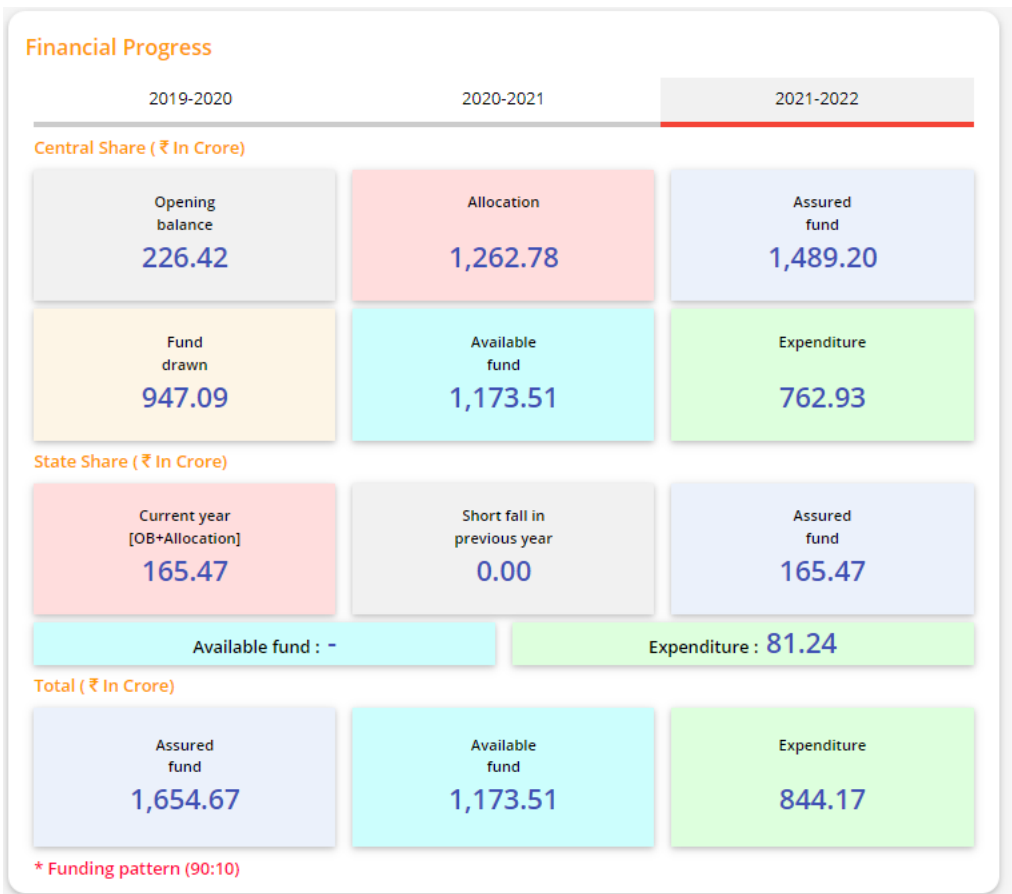 Financial Progress
2019-2020 2020-2021 2021-2022
Central Share ( ₹ In Crore)
Opening
balance
226.42
Allocation
1,262.78
Assured
fund
1,489.20
Fund
drawn
947.09
Available
fund
1,173.51
Expenditure
762.93
State Share ( ₹ In Crore)
Current year
[OB+Allocation]
165.47
Short fall in
previous year
0.00
Assured
fund
165.47
Available fund : -
Expenditure : 81.24
Total ( ₹ In Crore)
Assured
fund
1,654.67
Available
fund
1,173.51
Expenditure
844.17
* Funding pattern (90:10)